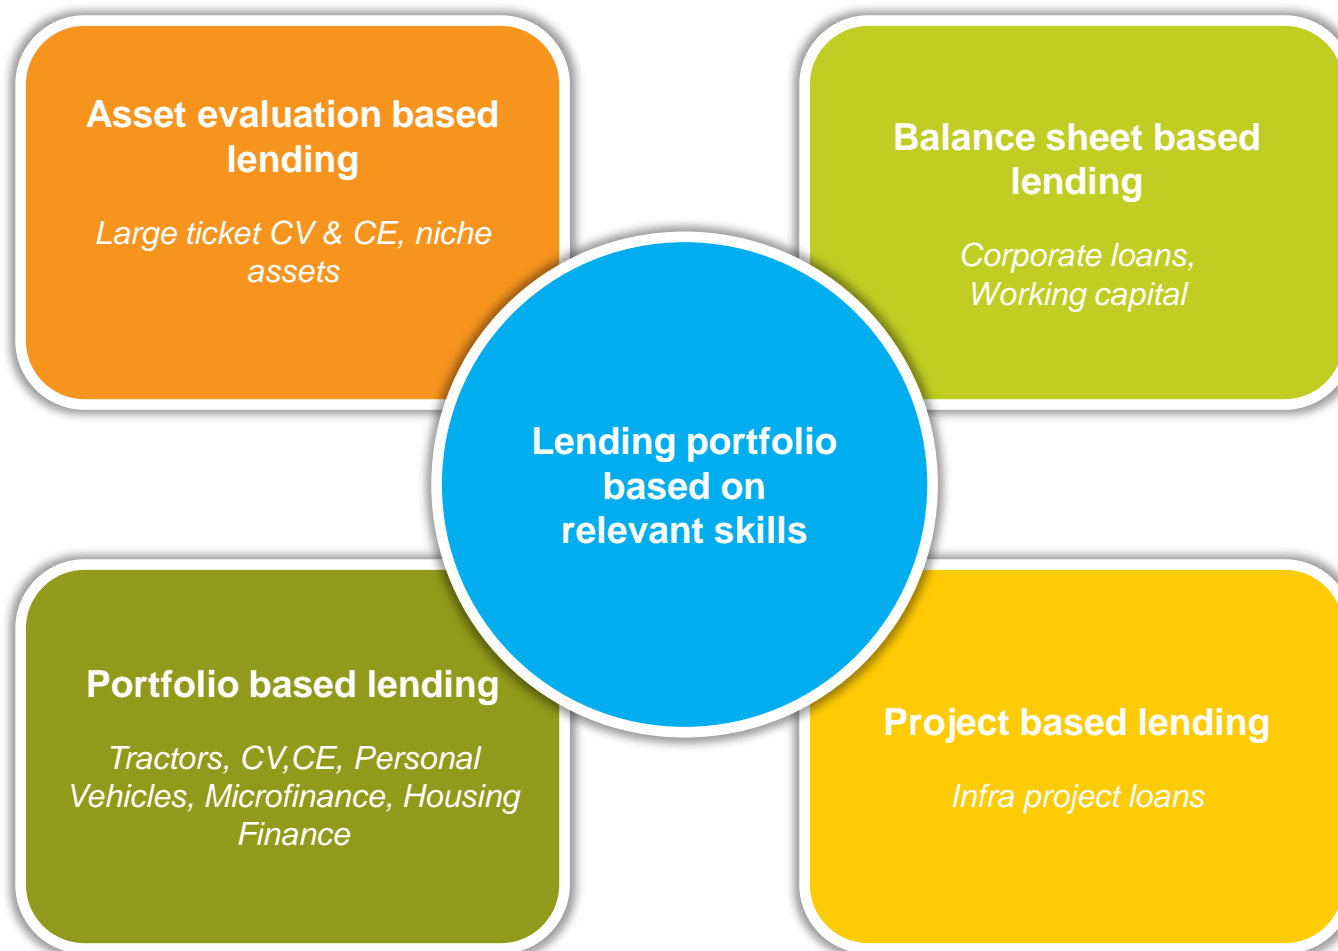 Asset evaluation based
lending
Large ticket CV & CE, niche
assets
Balance sheet based
lending
Corporate loans,
Working capital
Lending portfolio
based on
relevant skills
Portfolio based lending
Tractors, CV,CE, Personal
Vehicles, Microfinance, Housing
Finance
Project based lending
Infra project loans